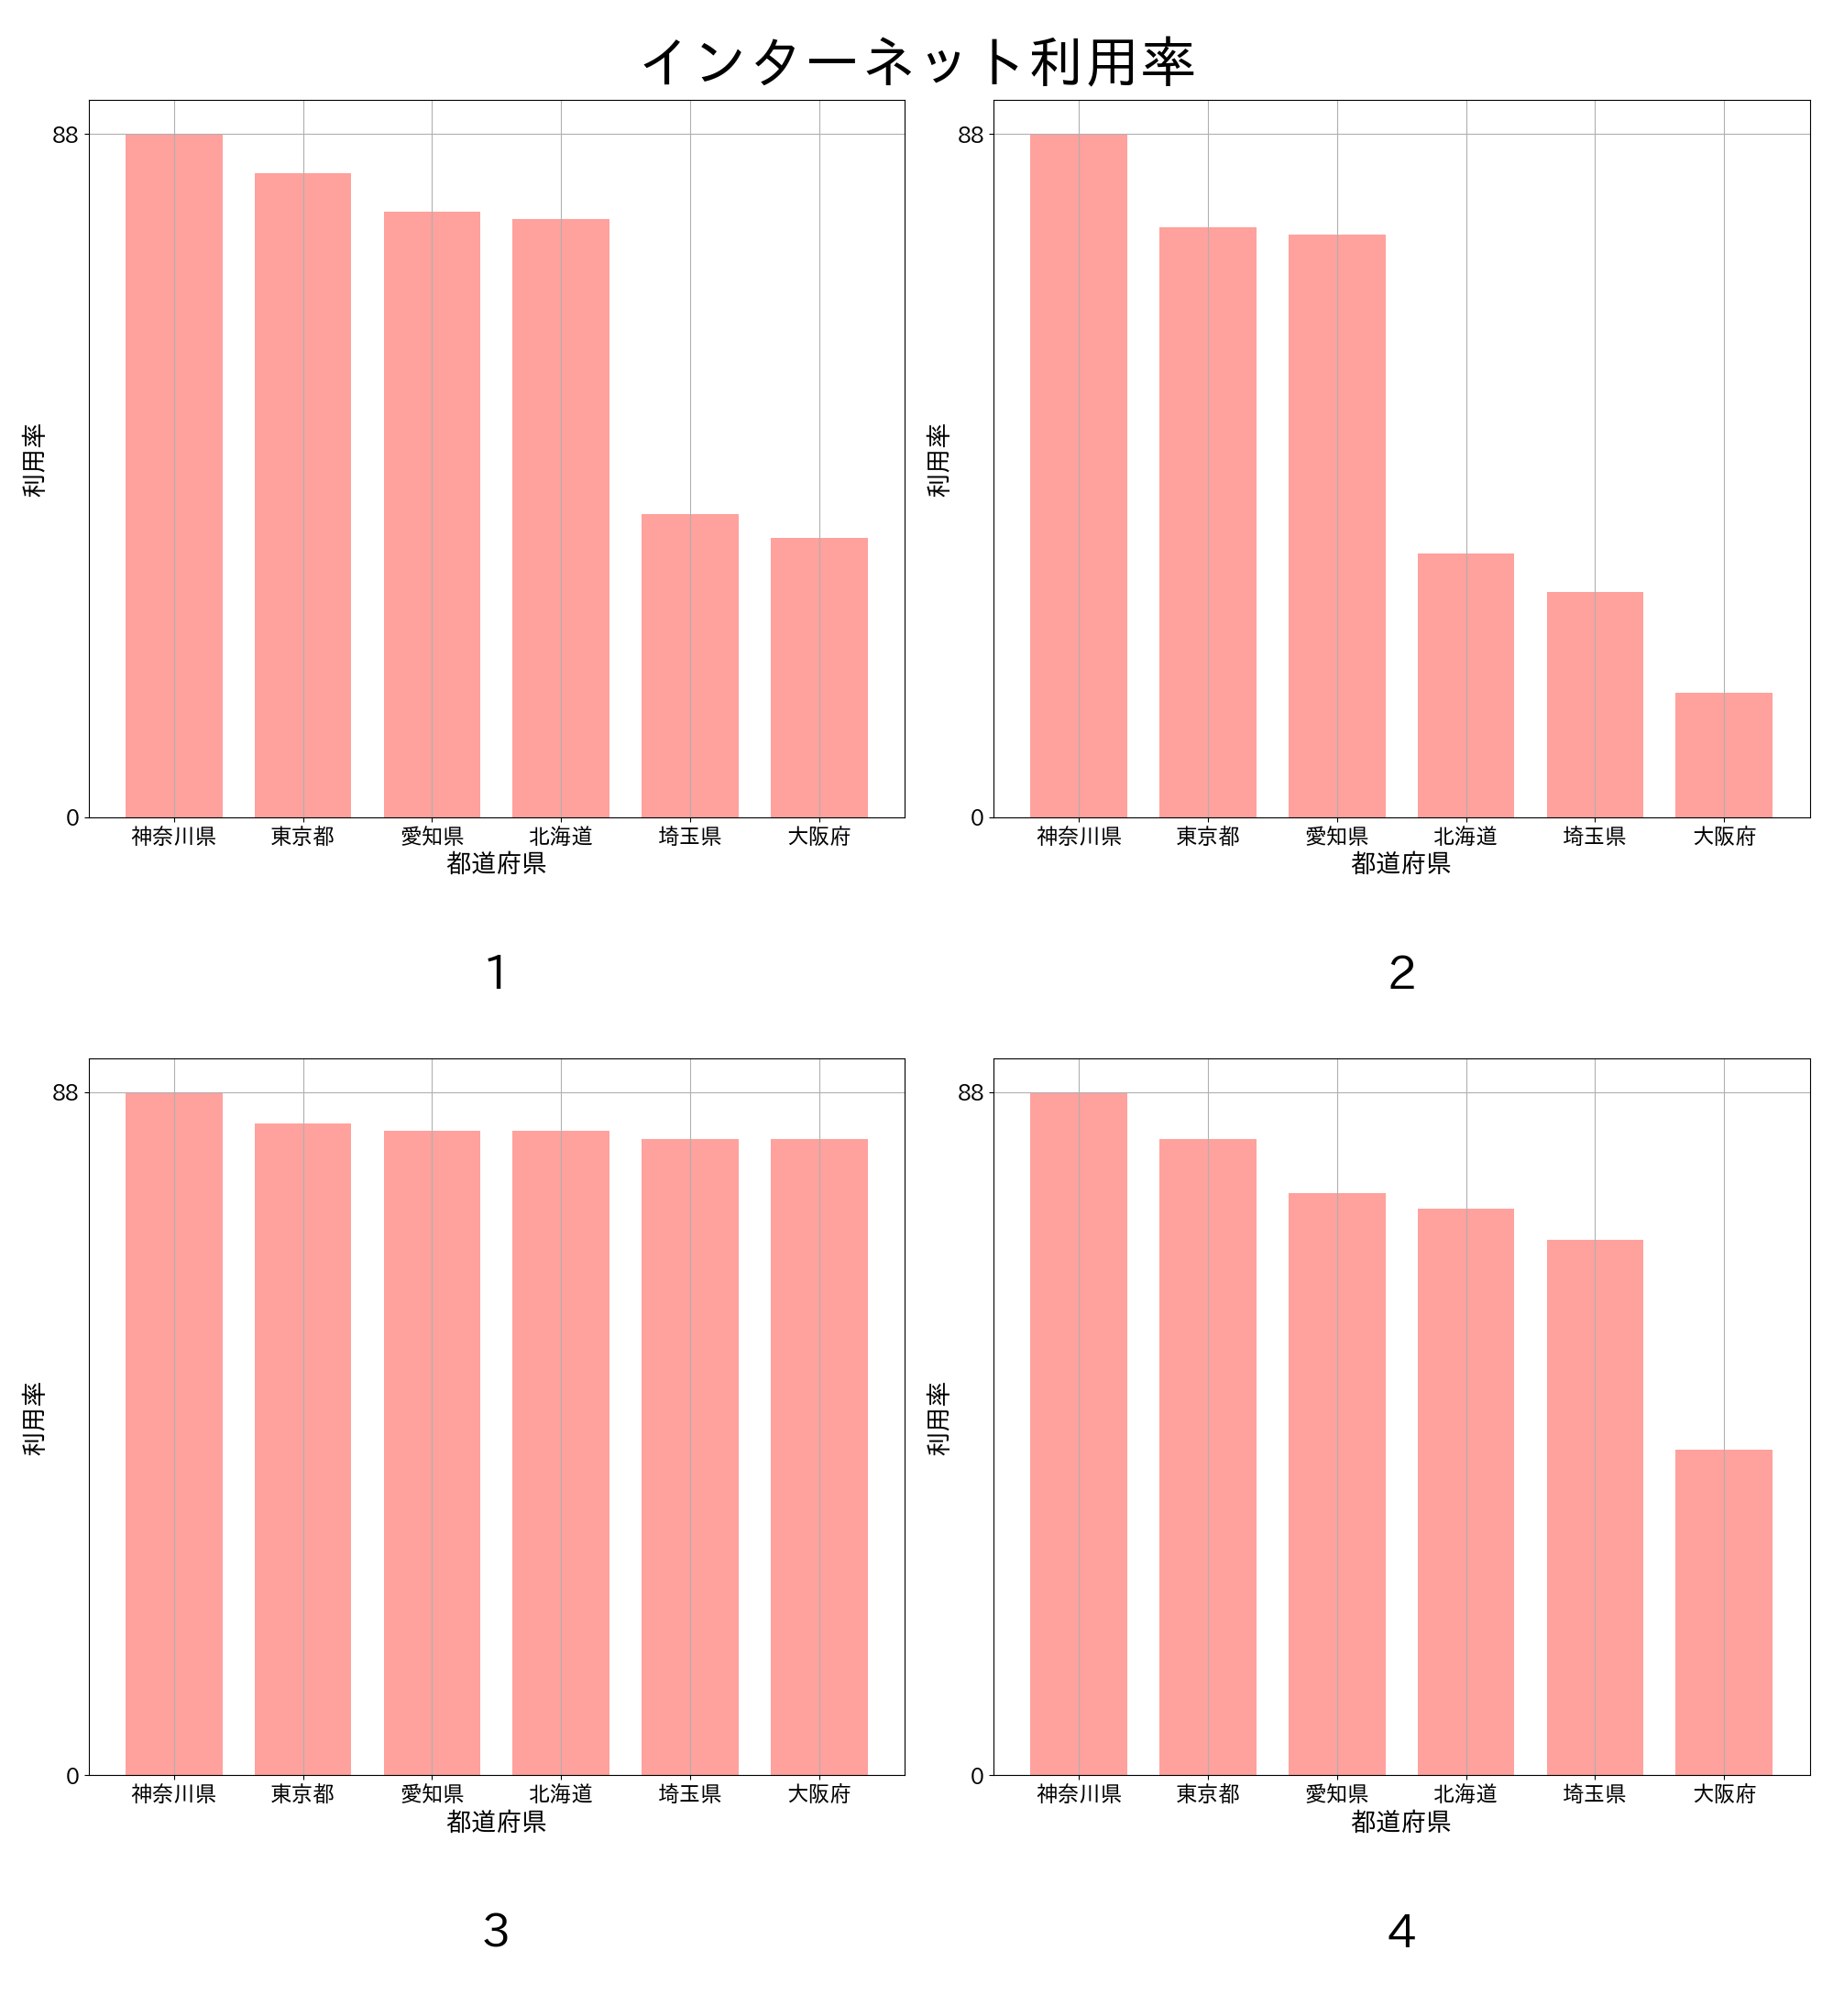 インターネット利用率
88
0
利用率
神奈川県 東京都 愛知県 北海道 埼玉県 大阪府
都道府県
1
88
0
利用率
神奈川県 東京都 愛知県 北海道 埼玉県 大阪府
都道府県
2
88
0
利用率
神奈川県 東京都 愛知県 北海道 埼玉県 大阪府
都道府県
3
88
0
利用率
神奈川県 東京都 愛知県 北海道 埼玉県 大阪府
都道府県
4